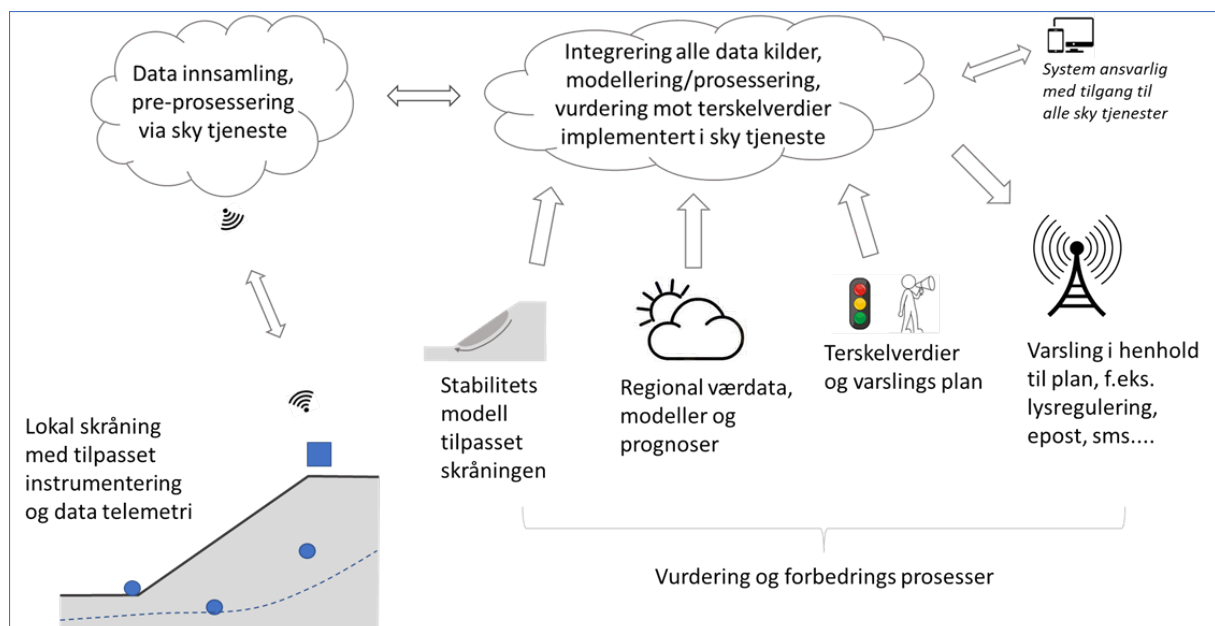 Data innsamling,
pre-prosessering
via sky tjeneste
Integrering alle data kilder,
modellering/prosessering,
vurdering mot terskelverdier
implementert i sky tjeneste
System ansvarlig
med tilgang til
alle sky tjenester
Lokal skråning
med tilpasset
instrumentering
og data telemetri
Stabilitets
modell
tilpasset
skråningen
Regional værdata,
modeller og
prognoser
Terskelverdier
og varslings plan
Varsling i henhold
til plan, f.eks.
lysregulering,
epost, sms....
Vurdering og forbedrings prosesser